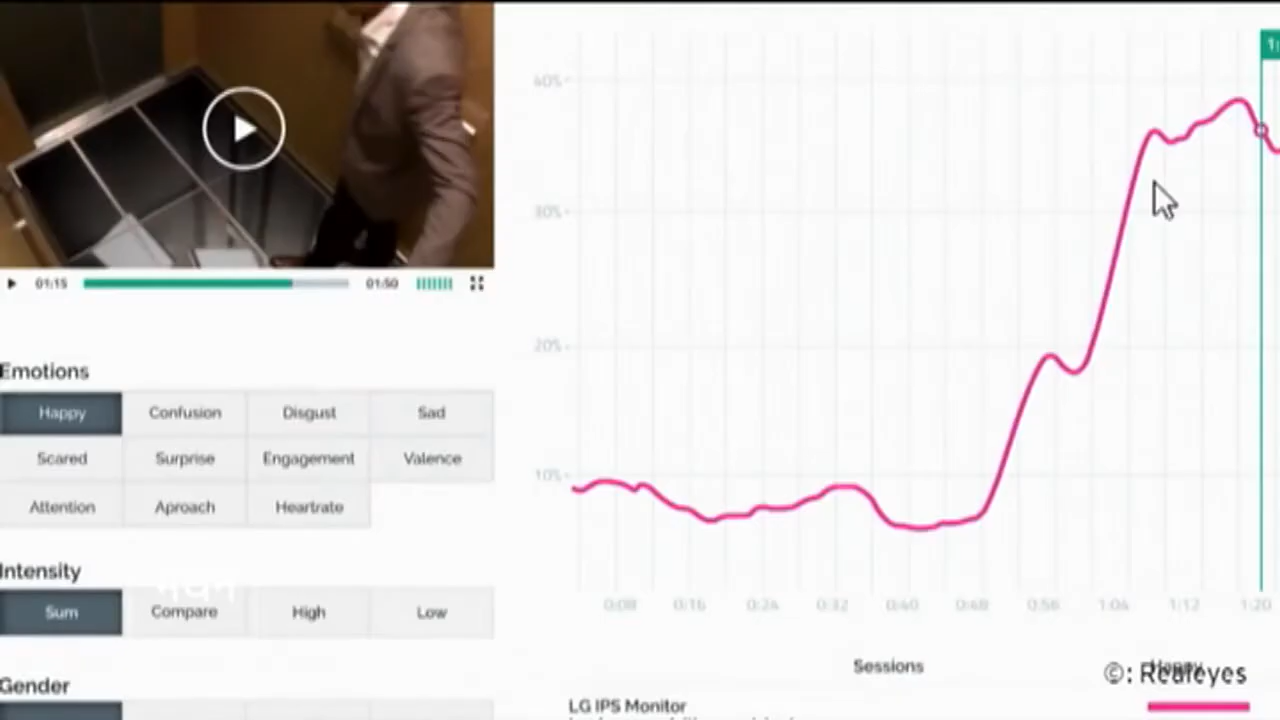 01:15
01:50
Emotions
Happy
Confusion
Disgust
Sad
Scared
Surprise
Engagement
Valence
Attention
Aproach
Heartrate
Intensity
Sum
Compare
High
Low
Gender
40%
30%
20%
10%
0:08
0:16
0:24
0:32
0:40
0:48
0:56
1:04
1:12
1:20
Sessions
Happy
©: Realeyes
LG IPS Monitor